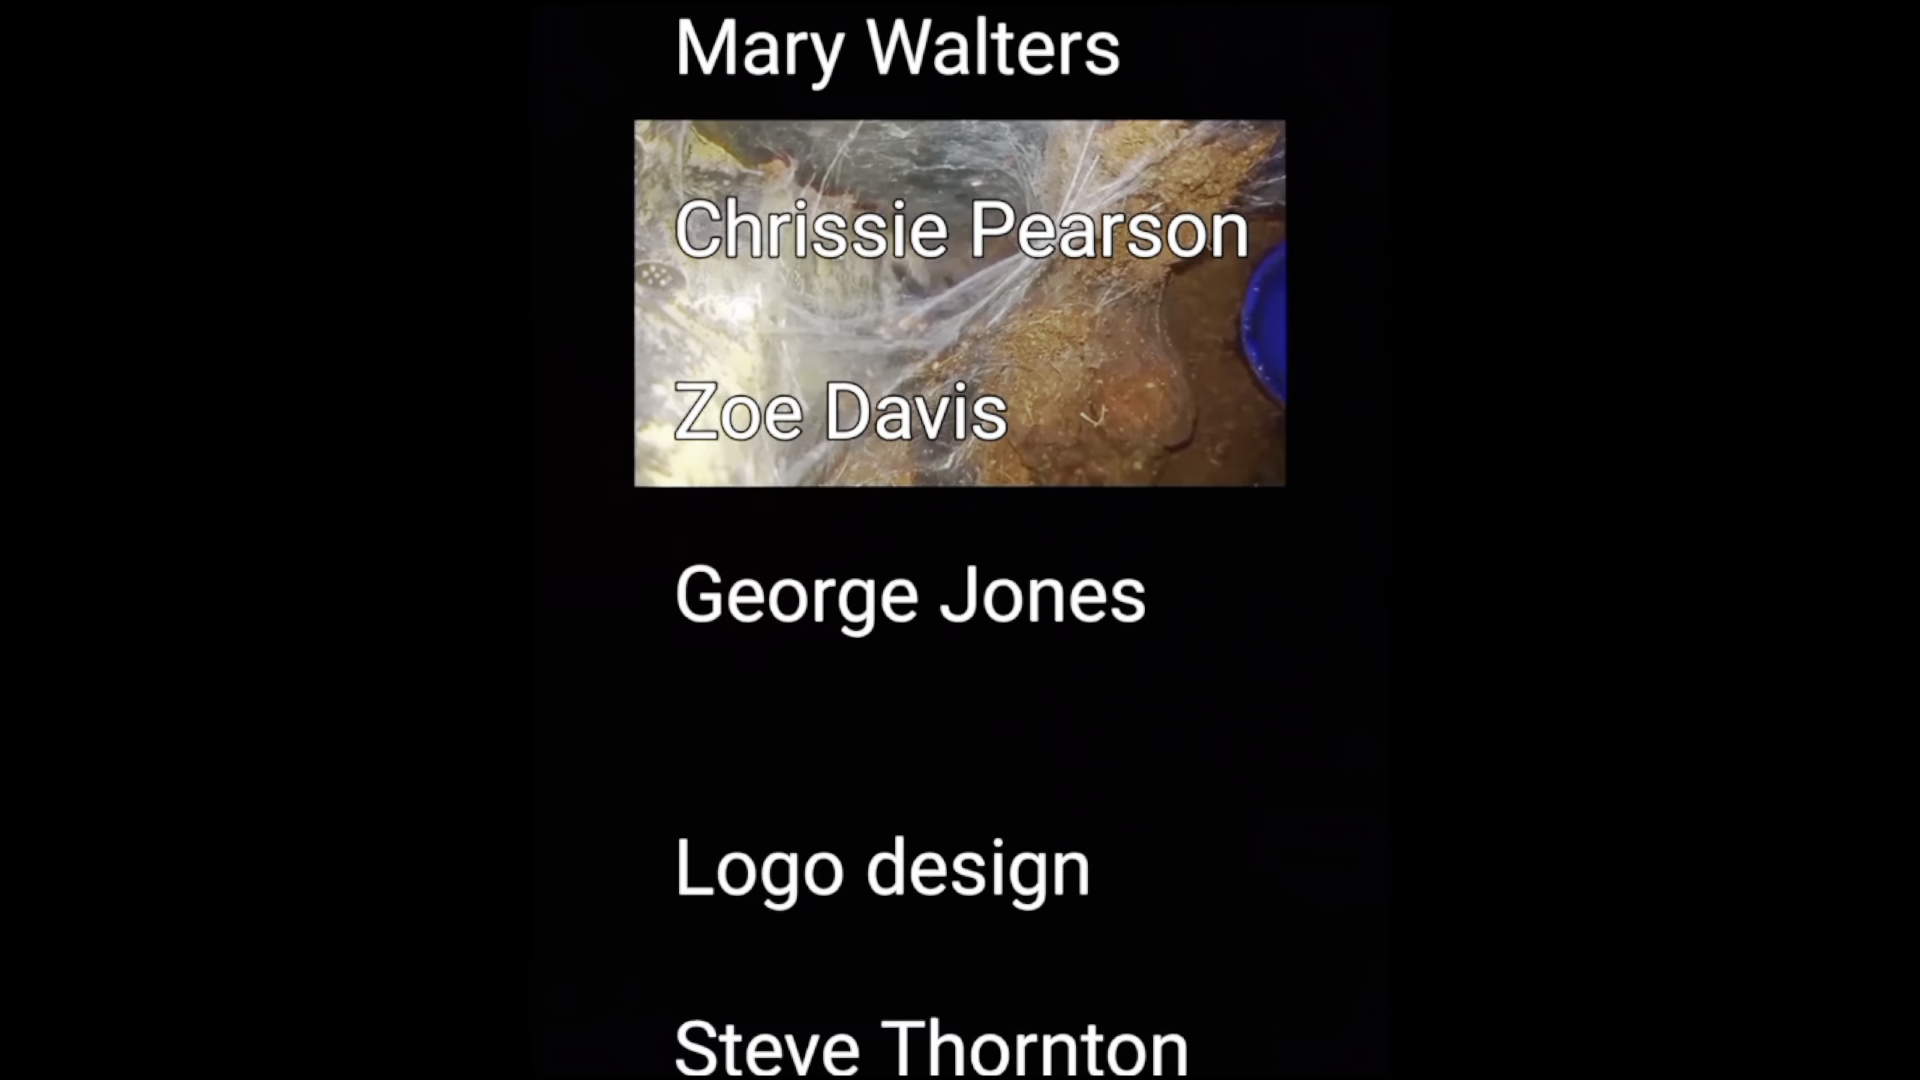 Mary Walters
Chrissie Pearson
Zoe Davis
George Jones
Logo design
Steve Thornton